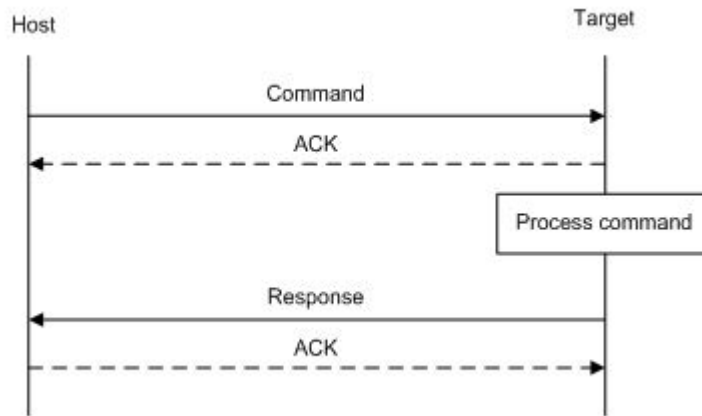 Host
Target
Command
ACK
Process command
Response
ACK